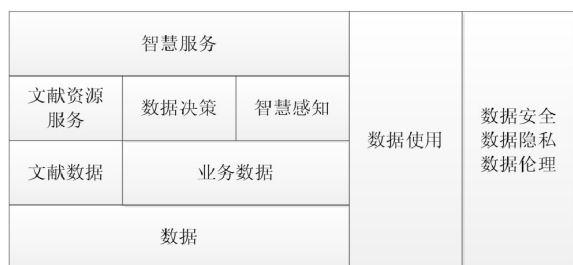 智慧服务
文献资源
服务
数据决策
智慧感知
文献数据
业务数据
数据
数据使用
数据安全
数据隐私
数据伦理